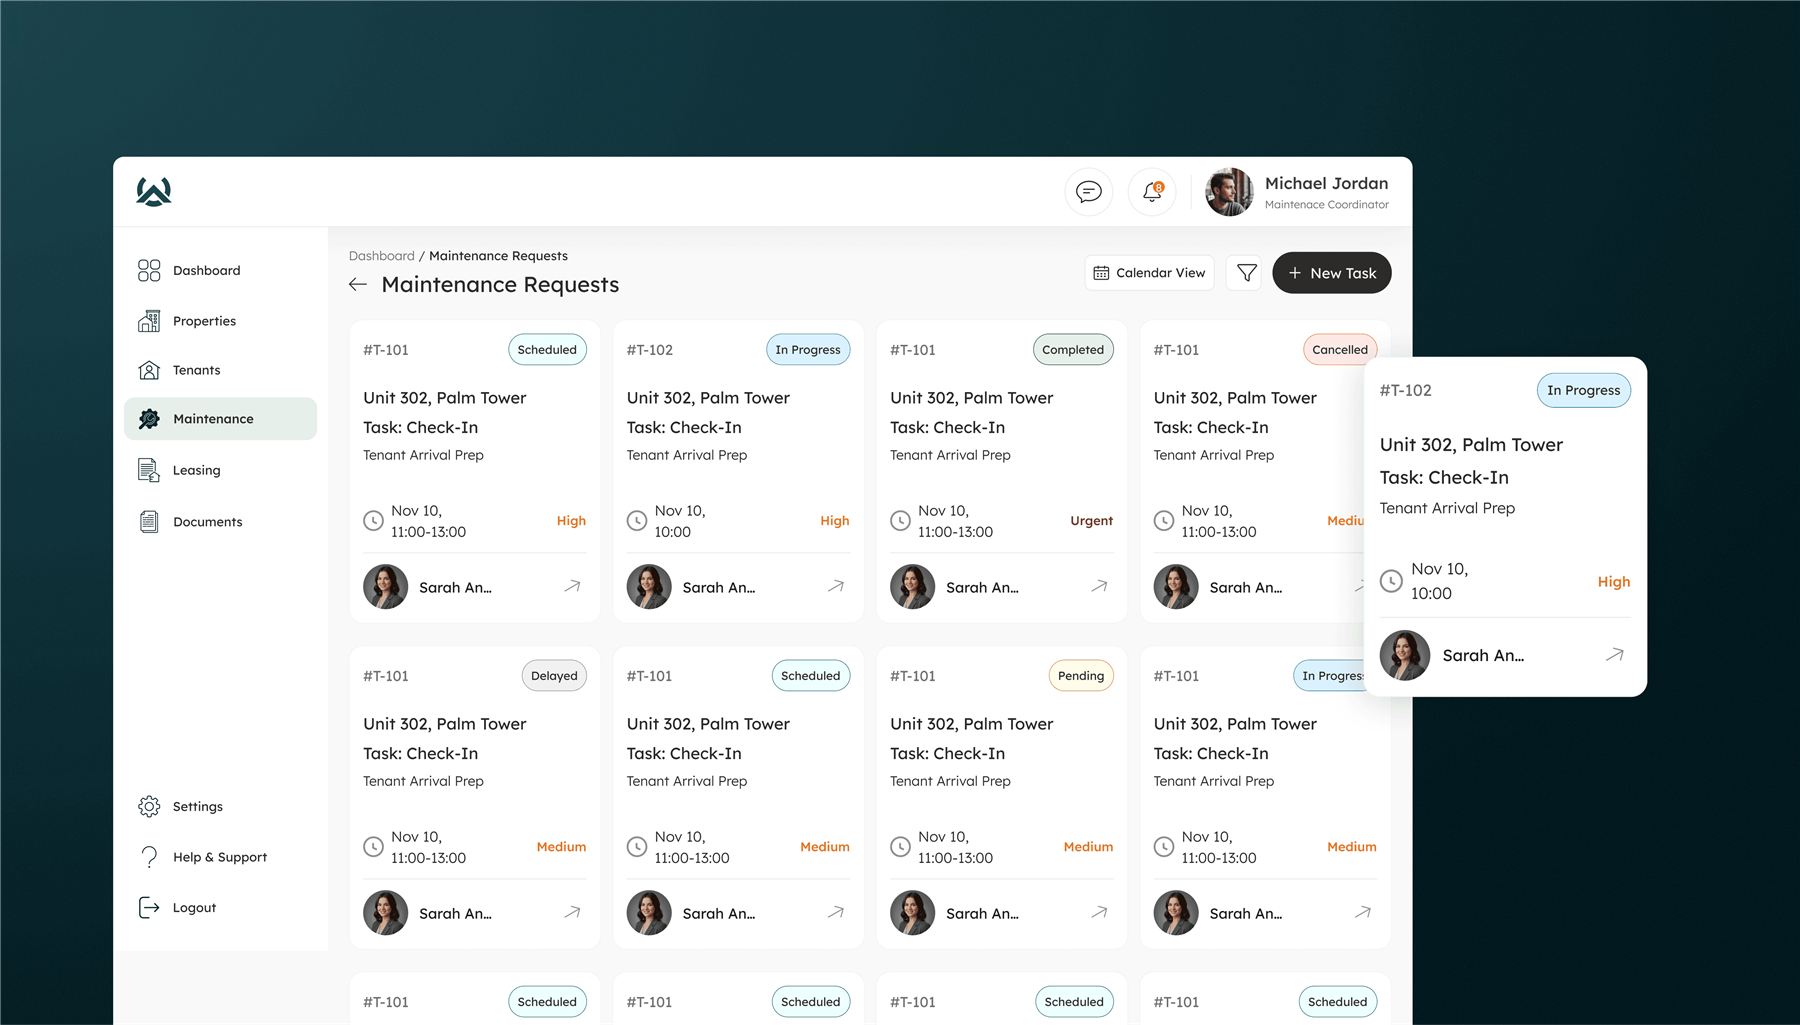 8
Michael Jordan
Maintenace Coordinator
Dashboard
Properties
Tenants
Maintenance
Leasing
Documents
Settings
Help & Support
Logout
Dashboard / Maintenance Requests
Maintenance Requests
Calendar View
New Task
#T-101
Scheduled
Unit 302, Palm Tower
Task: Check-In
Tenant Arrival Prep
Nov 10,
11:00-13:00
High
Sarah An...
#T-102
In Progress
Unit 302, Palm Tower
Task: Check-In
Tenant Arrival Prep
Nov 10,
10:00
High
Sarah An...
#T-101
Completed
Unit 302, Palm Tower
Task: Check-In
Tenant Arrival Prep
Nov 10,
11:00-13:00
Urgent
Sarah An...
#T-101
Cancelled
Unit 302, Palm Tower
Task: Check-In
Tenant Arrival Prep
Nov 10,
11:00-13:00
Mediu
Sarah An...
#T-102
In Progress
Unit 302, Palm Tower
Task: Check-In
Tenant Arrival Prep
Nov 10,
10:00
High
Sarah An...
#T-101
Delayed
Unit 302, Palm Tower
Task: Check-In
Tenant Arrival Prep
Nov 10,
11:00-13:00
Medium
Sarah An...
#T-101
Scheduled
Unit 302, Palm Tower
Task: Check-In
Tenant Arrival Prep
Nov 10,
11:00-13:00
Medium
Sarah An...
#T-101
Pending
Unit 302, Palm Tower
Task: Check-In
Tenant Arrival Prep
Nov 10,
11:00-13:00
Medium
Sarah An...
#T-101
In Progres
Unit 302, Palm Tower
Task: Check-In
Tenant Arrival Prep
Nov 10,
11:00-13:00
Medium
Sarah An...
#T-101
Scheduled
#T-101
Scheduled
#T-101
Scheduled
#T-101
Scheduled